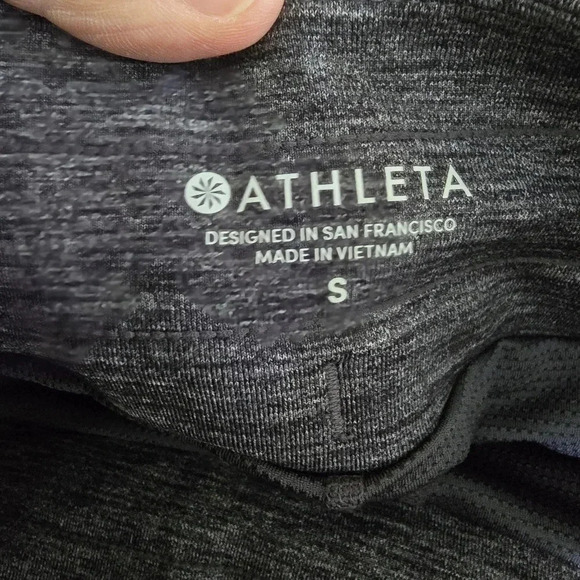 ATHLETA
DESIGNED IN SAN FRANCISCO
MADE IN VIETNAM
S